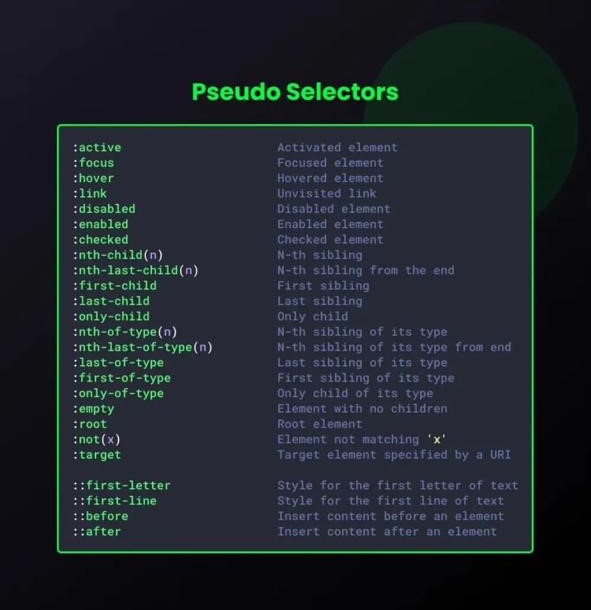 Pseudo Selectors
:active Activated element
:focus Focused element
:hover Hovered element
:link Unvisited link
:disabled Disabled element
:enabled Enabled element
:checked Checked element
:nth-child(n) N-th sibling
:nth-last-child(n) N-th sibling from the end
:first-child First sibling
:last-child Last sibling
:only-child Only child
:nth-of-type(n) N-th sibling of its type
:nth-last-of-type(n) N-th sibling of its type from end
:last-of-type Last sibling of its type
:first-of-type First sibling of its type
:only-of-type Only child of its type
:empty Element with no children
:root Root element
:not(x) Element not matching 'x'
:target Target element specified by a URI
::first-letter Style for the first letter of text
::first-line Style for the first line of text
::before Insert content before an element
::after Insert content after an element